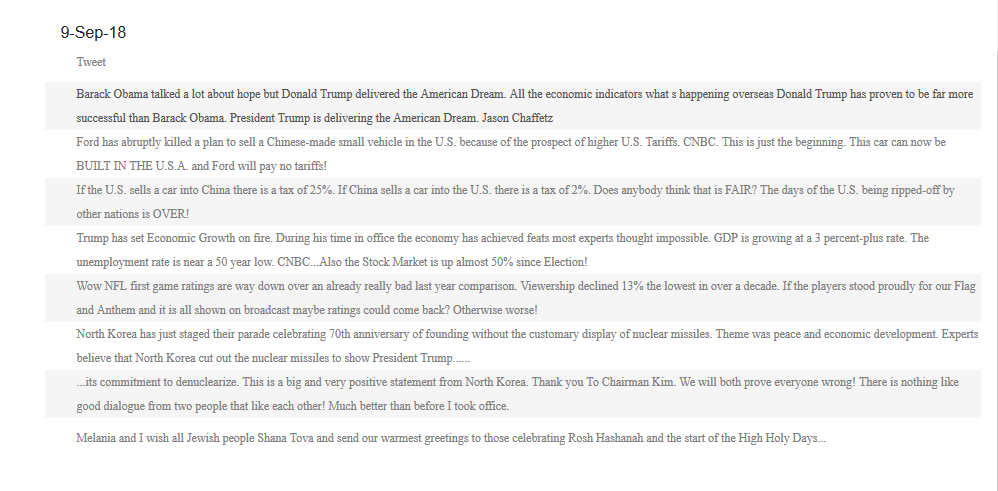 9-Sep-18
Tweet
Barack Obama talked a lot about hope but Donald Trump delivered the American Dream. All the economic indicators what s happening overseas Donald Trump has proven to be far more
successful than Barack Obama. President Trump is delivering the American Dream. Jason Chaffetz
Ford has abruptly killed a plan to sell a Chinese-made small vehicle in the U.S. because of the prospect of higher U.S. Tariffs. CNBC. This is just the beginning. This car can now be
BUILT IN THE U.S.A. and Ford will pay no tariffs!
If the U.S. sells a car into China there is a tax of 25%. If China sells a car into the U.S. there is a tax of 2%. Does anybody think that is FAIR? The days of the U.S. being ripped-off by
other nations is OVER!
Trump has set Economic Growth on fire. During his time in office the economy has achieved feats most experts thought impossible. GDP is growing at a 3 percent-plus rate. The
unemployment rate is near a 50 year low. CNBC...Also the Stock Market is up almost 50% since Election!
Wow NFL first game ratings are way down over an already really bad last year comparison. Viewership declined 13% the lowest in over a decade. If the players stood proudly for our Flag
and Anthem and it is all shown on broadcast maybe ratings could come back? Otherwise worse!
North Korea has just staged their parade celebrating 70th anniversary of founding without the customary display of nuclear missiles. Theme was peace and economic development. Experts
believe that North Korea cut out the nuclear missiles to show President Trump......
...its commitment to denuclearize. This is a big and very positive statement from North Korea. Thank you To Chairman Kim. We will both prove everyone wrong! There is nothing like
good dialogue from two people that like each other! Much better than before I took office.
Melania and I wish all Jewish people Shana Tova and send our warmest greetings to those celebrating Rosh Hashanah and the start of the High Holy Days...